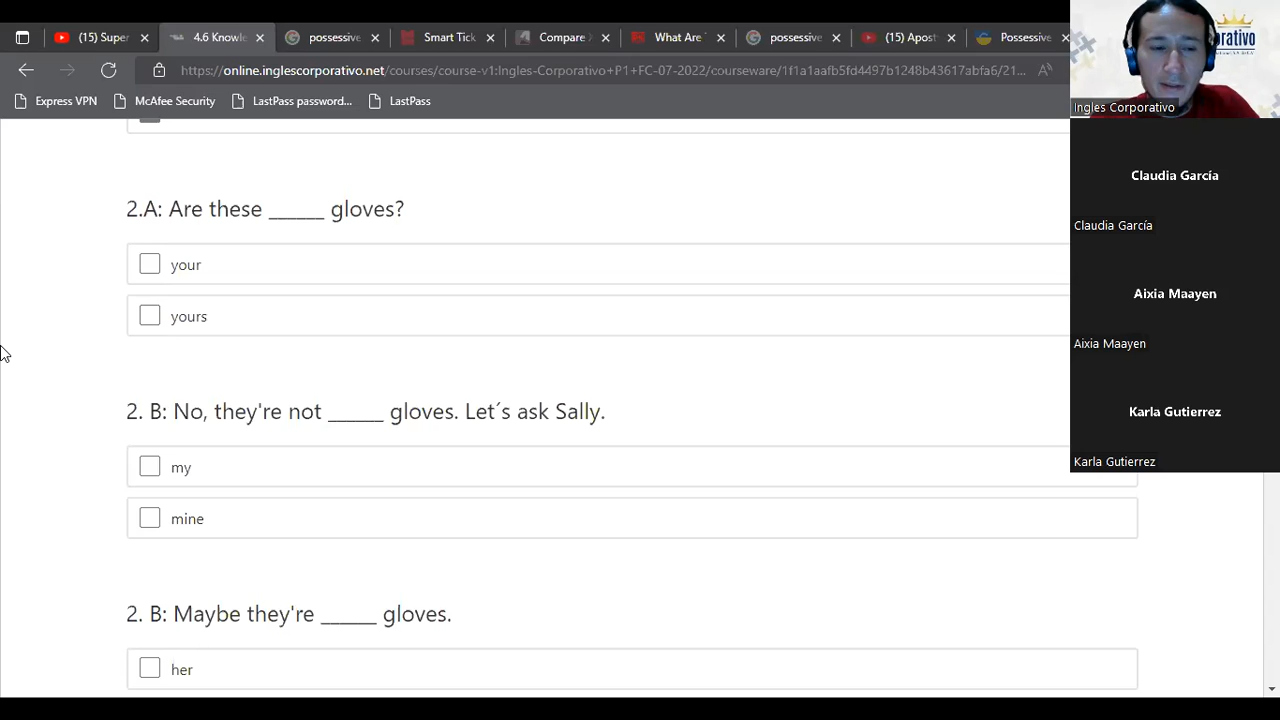 (15) Super
4.6 Knowle
possessive
Smart Tick
Compare
What Are
possessive
(15) Apost
Possessive
https://online.inglescorporativo.net/courses/course-v1:Ingles-Corporativo+P1+FC-07-2022/courseware/1f1a1aafb5fd4497b1248b43617abfa6/21...
Express VPN
McAfee Security
LastPass password...
LastPass
orativo
Ingles Corporativo
Claudia García
Claudia García
Aixia Maayen
Aixia Maayen
Karla Gutierrez
Karla Gutierrez
2.A: Are these ______ gloves?
your
yours
2. B: No, they're not ______ gloves. Let´s ask Sally.
my
mine
2. B: Maybe they're ______ gloves.
her